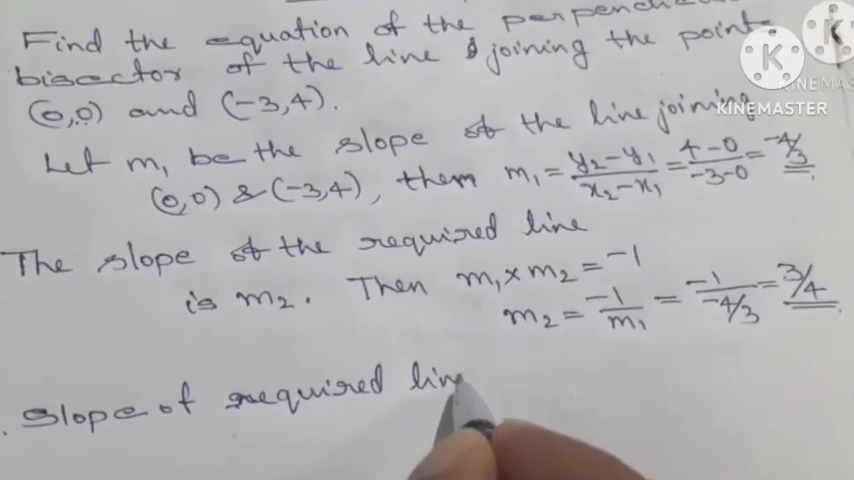 Find the equation of the
bisector of the line joining the points
(0,0) and (-3,4).
Let m₁ be the slope of the line joining
(0,0) & (-3,4), then m₁ = y₂-y₁/x₂-x₁ = 4-0/-3-0 = -4/3
The slope of the required line
is m₂. Then m₁ × m₂ = -1
m₂ = -1/m₁ = -1/-4/3 = 3/4
Slope of required line
K
KINEMASTER
K
KINEMAS